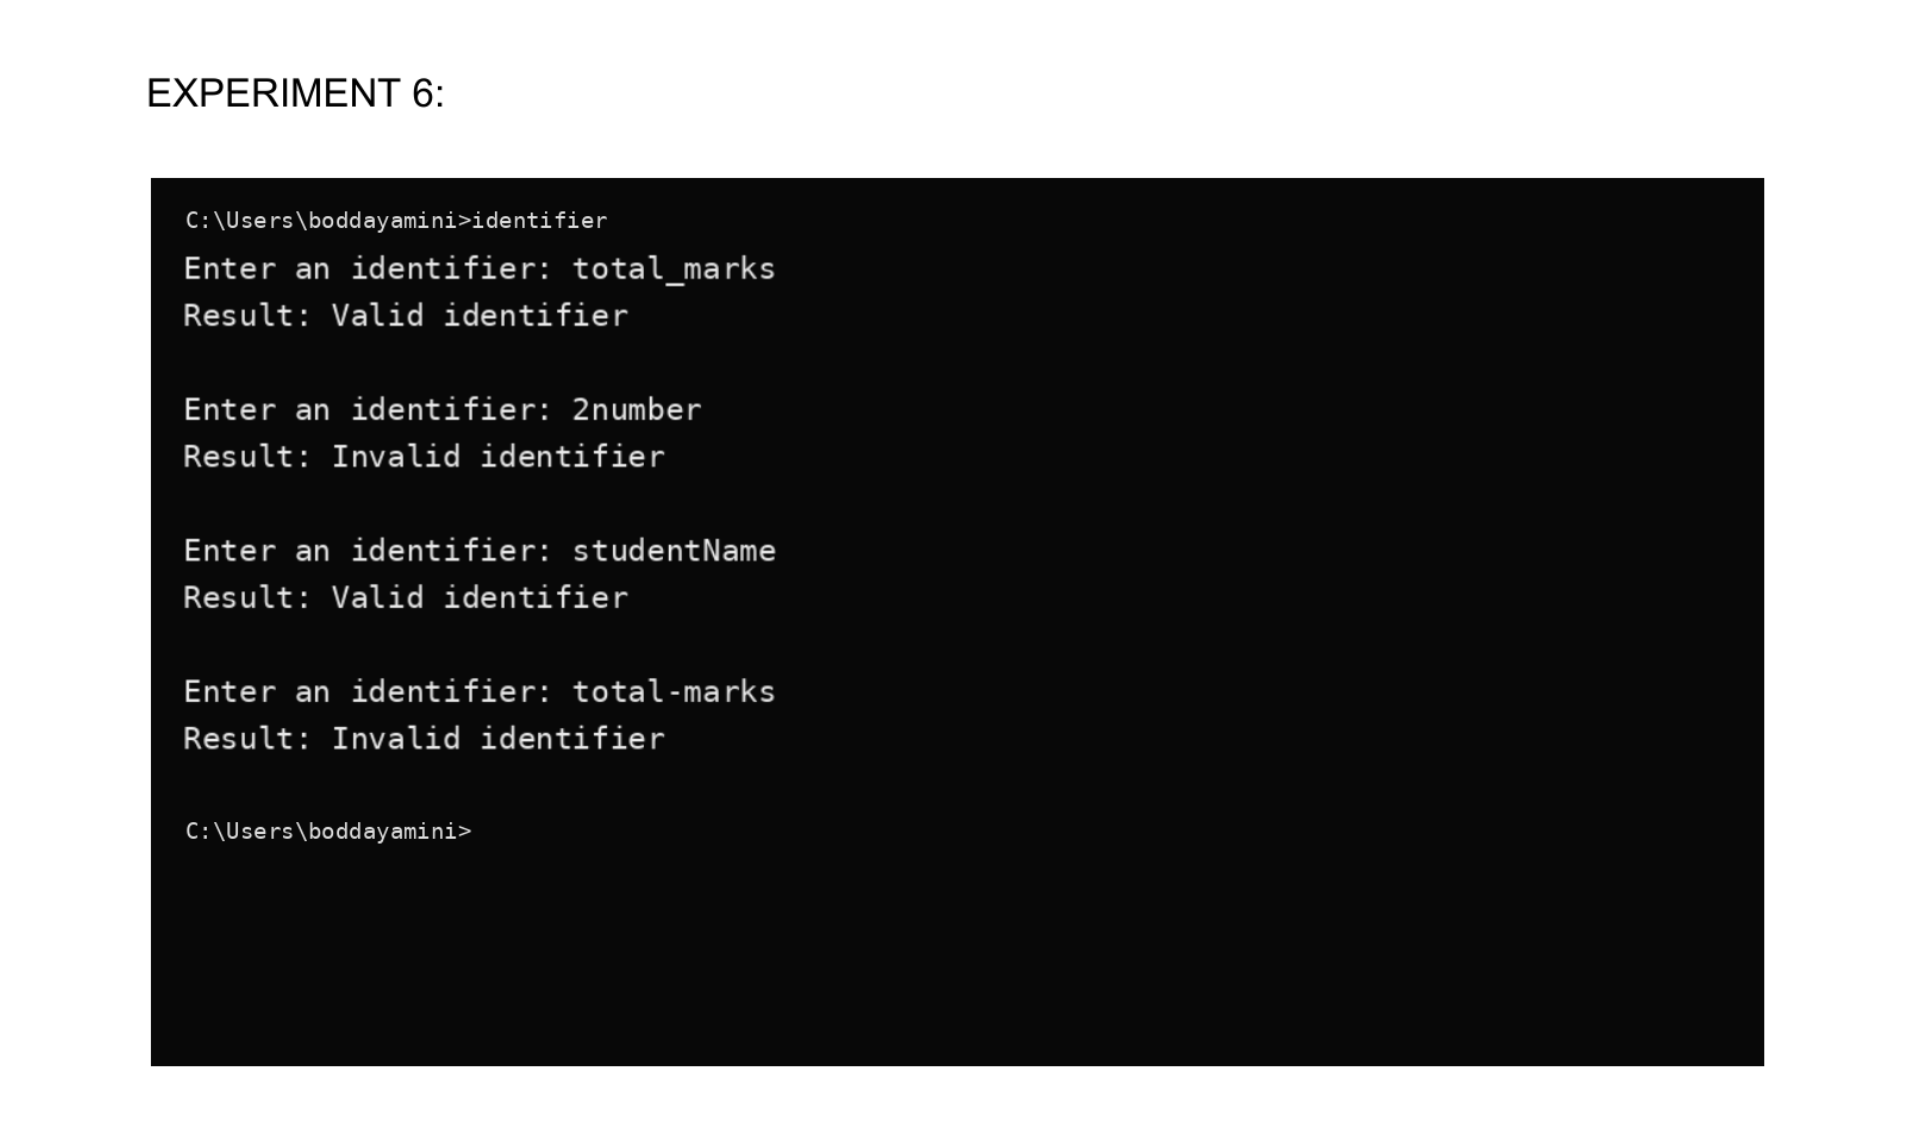 EXPERIMENT 6:
C:\Users\boddayamini>identifier
Enter an identifier: total_marks
Result: Valid identifier
Enter an identifier: 2number
Result: Invalid identifier
Enter an identifier: studentName
Result: Valid identifier
Enter an identifier: total-marks
Result: Invalid identifier
C:\Users\boddayamini>